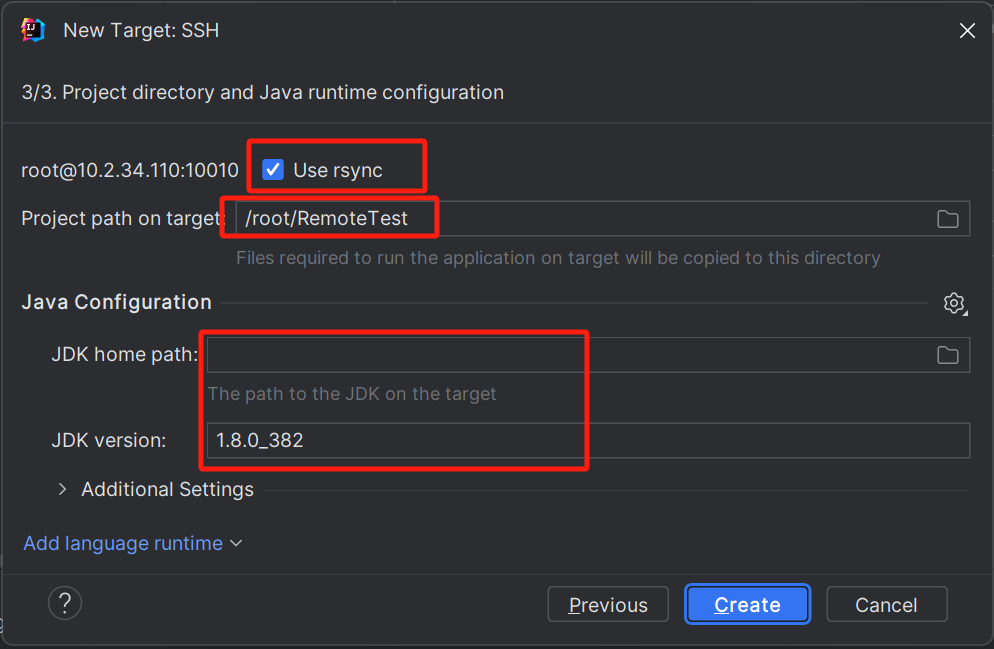 New Target: SSH
3/3. Project directory and Java runtime configuration
root@10.2.34.110:10010 Use rsync
Project path on target: /root/RemoteTest
Files required to run the application on target will be copied to this directory
Java Configuration
JDK home path:
The path to the JDK on the target
JDK version: 1.8.0_382
Additional Settings
Add language runtime
? Previous Create Cancel